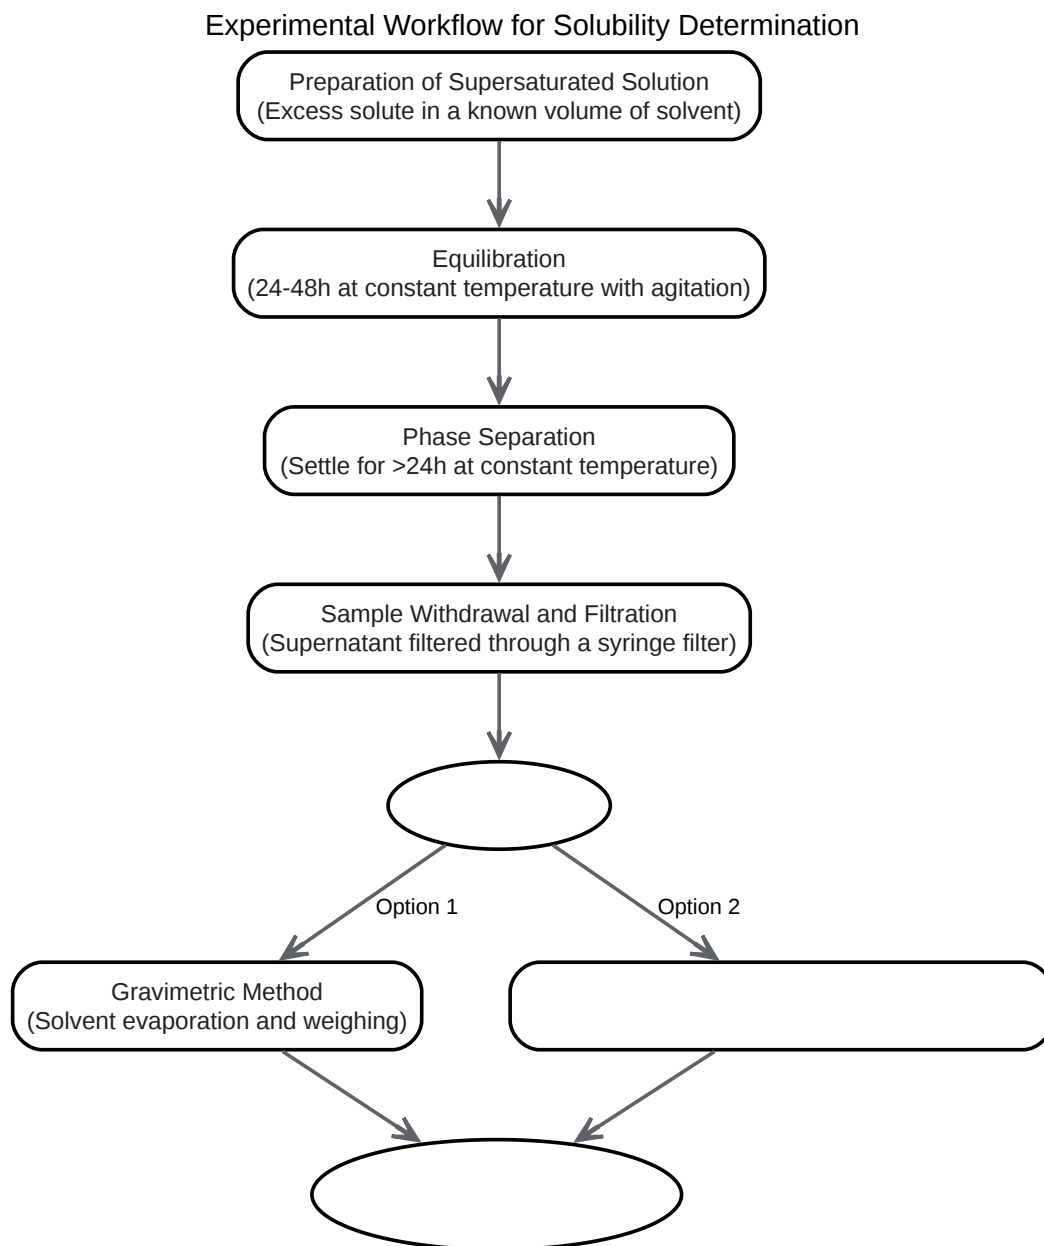 Experimental Workflow for Solubility Determination
Preparation of Supersaturated Solution
(Excess solute in a known volume of solvent)
Equilibration
(24-48h at constant temperature with agitation)
Phase Separation
(Settle for >24h at constant temperature)
Sample Withdrawal and Filtration
(Supernatant filtered through a syringe filter)
Option 1
Option 2
Gravimetric Method
(Solvent evaporation and weighing)